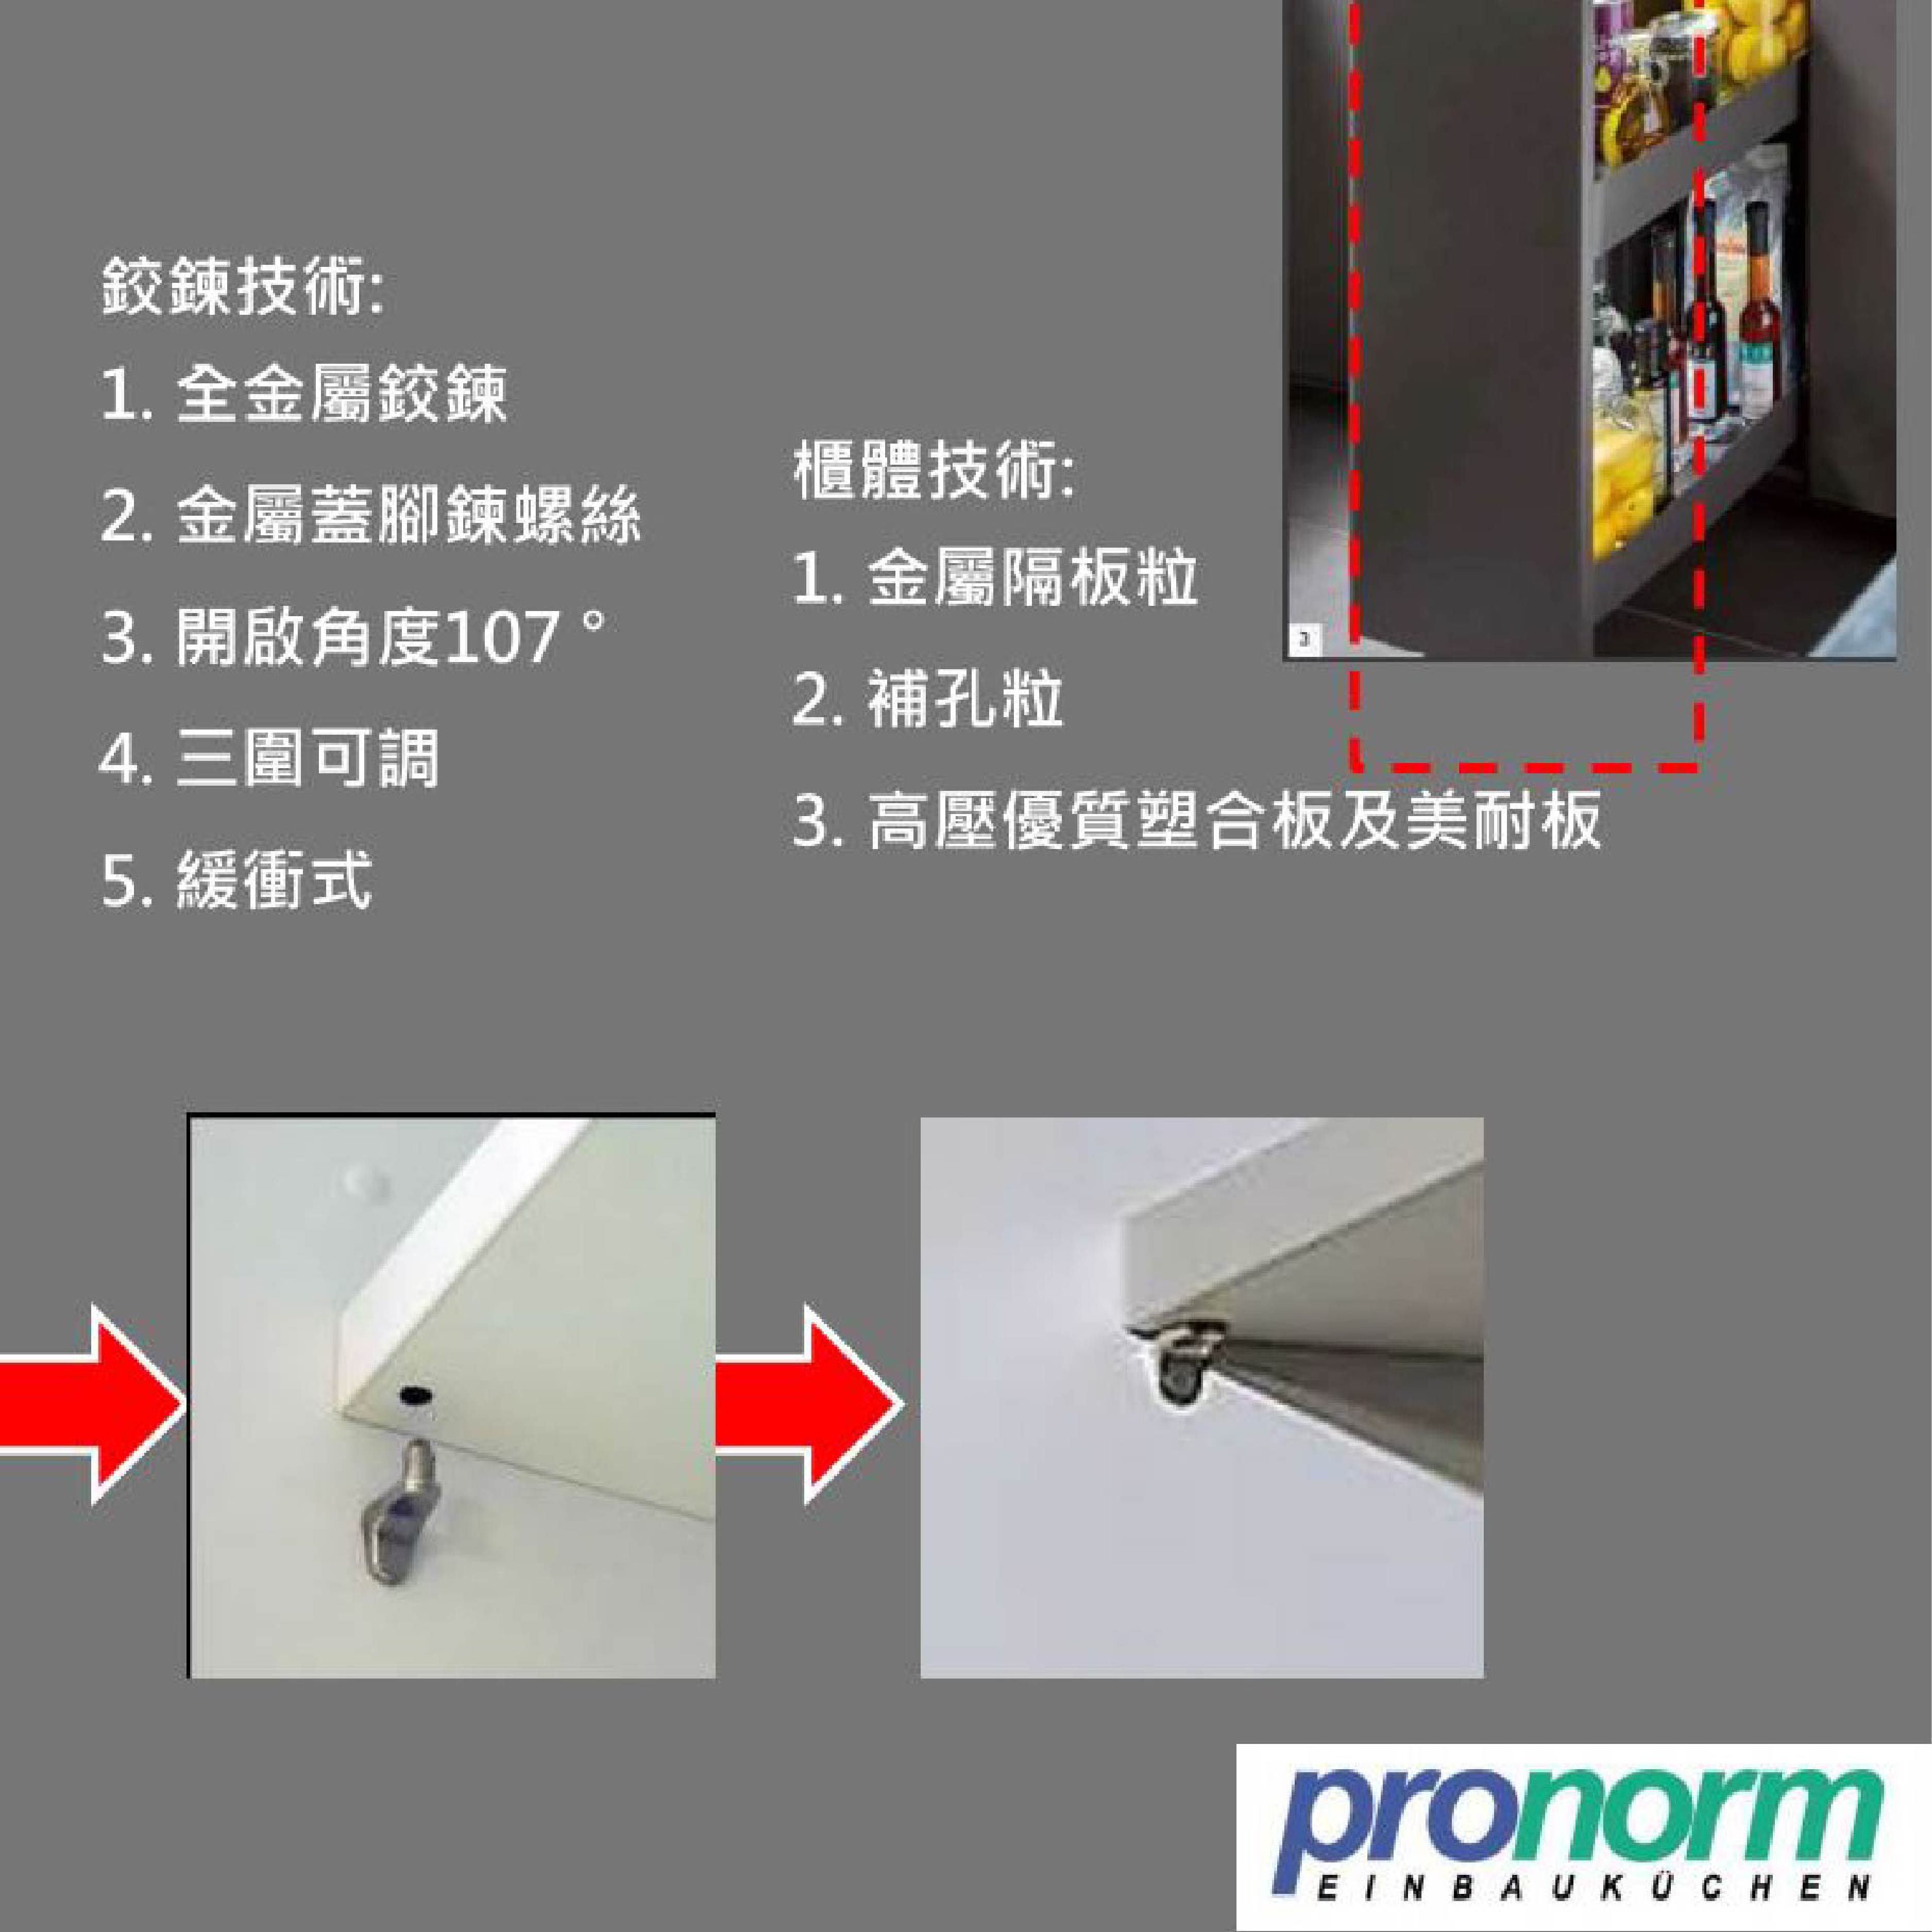 鉸鍊技術:
1. 全金屬鉸鍊
2. 金屬蓋腳鍊螺絲
3. 開啟角度107 °
4. 三圍可調
5. 緩衝式
櫃體技術:
1. 金屬隔板粒
2. 補孔粒
3. 高壓優質塑合板及美耐板
3
pronorm
EINBAUKÜCHEN